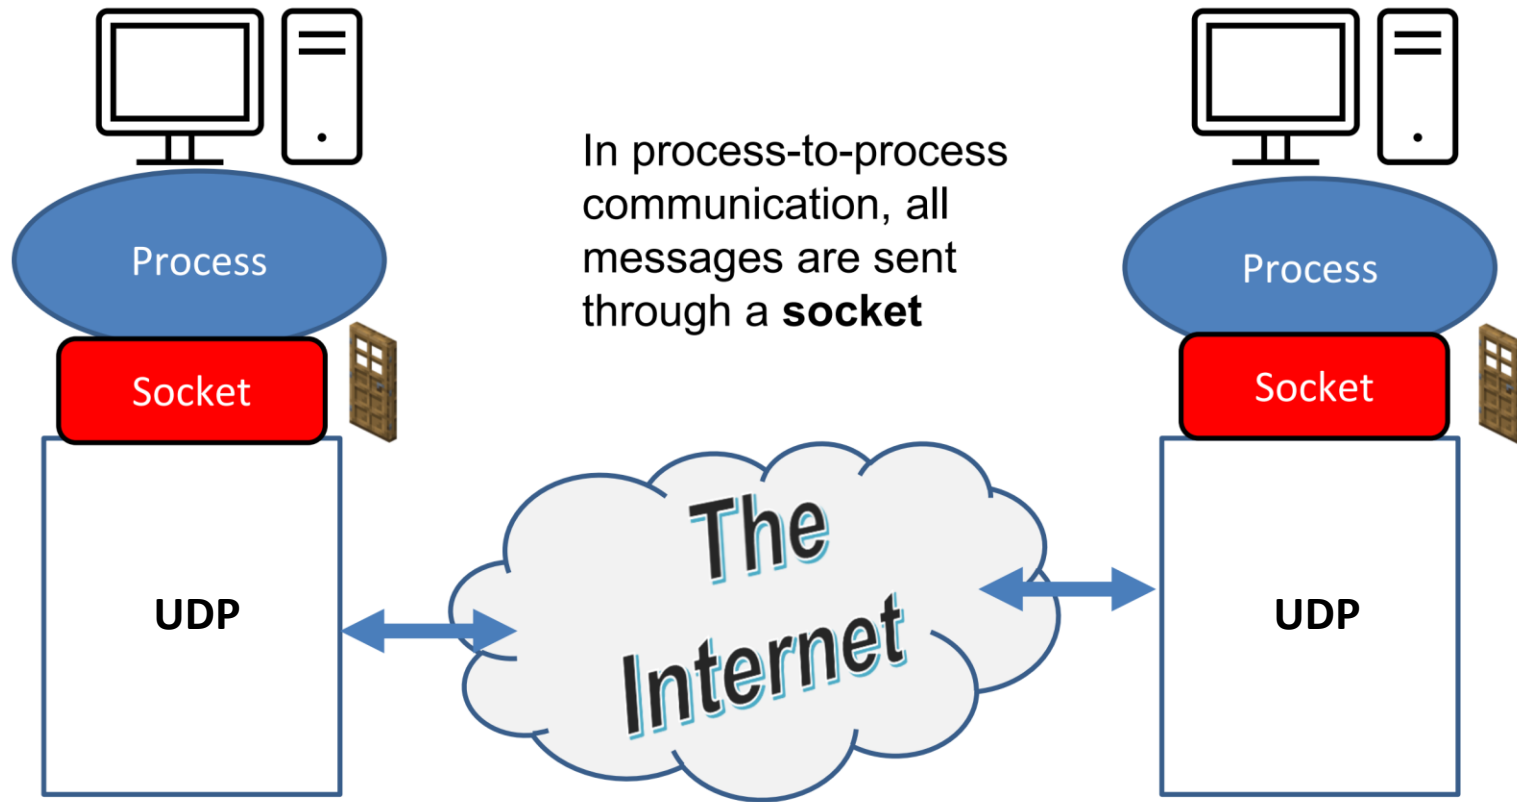 In process-to-process
communication, all
messages are sent
through a socket
Process
Process
Socket
Socket
The
Internet
UDP
UDP